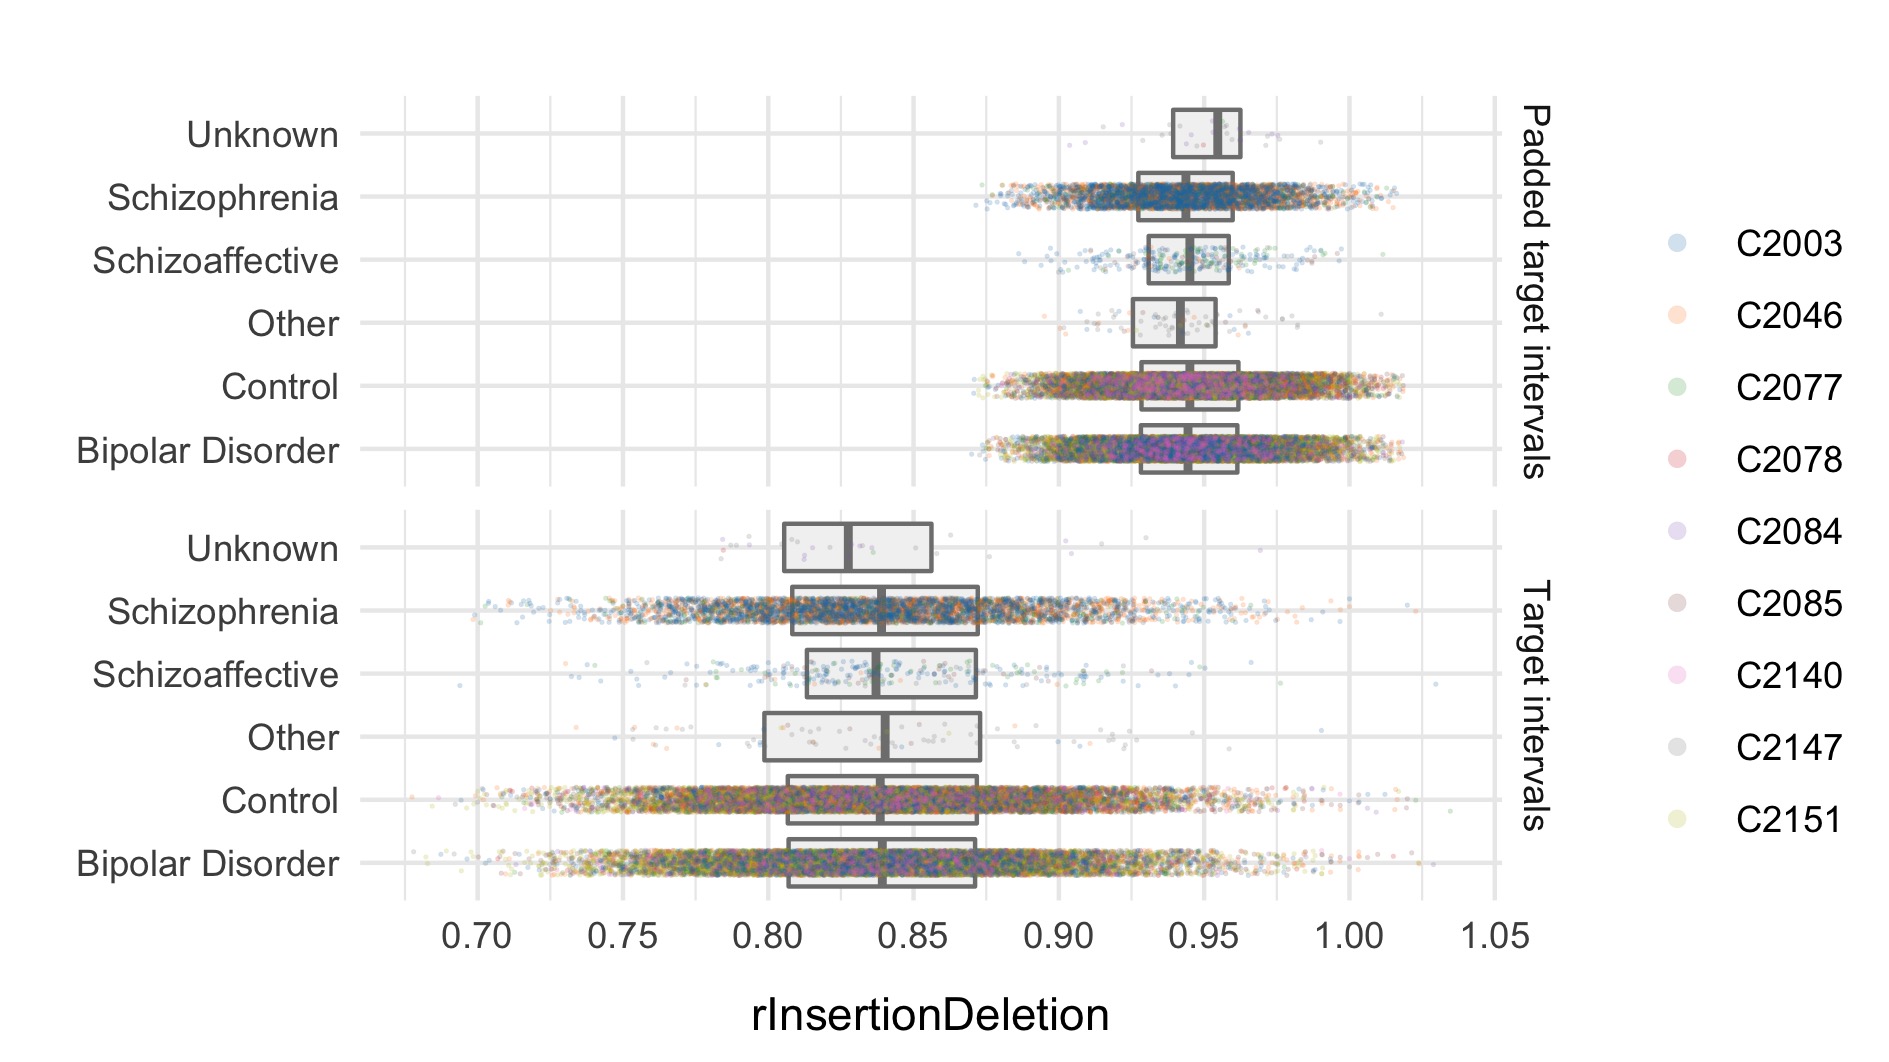 Unknown
Schizophrenia
Schizoaffective
Other
Control
Bipolar Disorder
Padded target intervals
Unknown
Schizophrenia
Schizoaffective
Other
Control
Bipolar Disorder
Target intervals
0.70 0.75 0.80 0.85 0.90 0.95 1.00 1.05
rInsertionDeletion
C2003
C2046
C2077
C2078
C2084
C2085
C2140
C2147
C2151